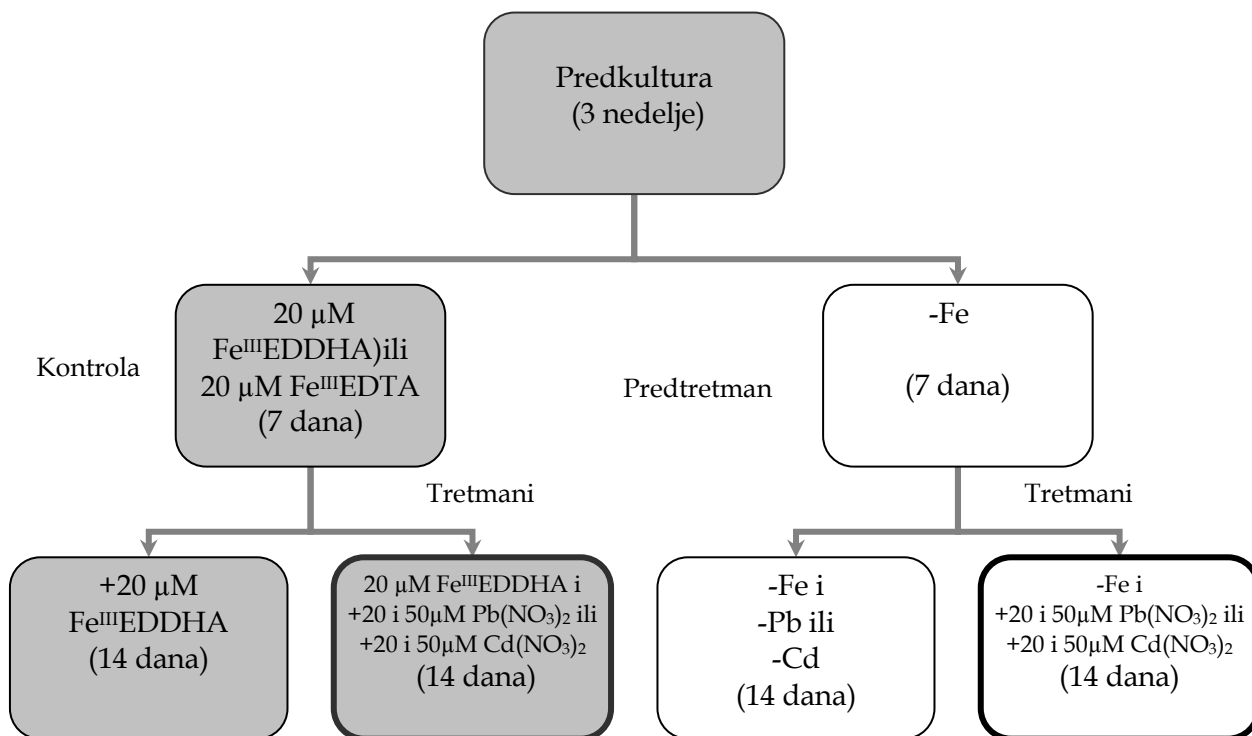 Predkultura
(3 nedelje)
Kontrola
20 µM
FeᴵᴵᴵEDDHA)ili
20 µM FeᴵᴵᴵEDTA
(7 dana)
Predtretman
-Fe
(7 dana)
Tretmani
Tretmani
+20 µM
FeᴵᴵᴵEDDHA
(14 dana)
20 µM FeᴵᴵᴵEDDHA i
+20 i 50µM Pb(NO₃)₂ ili
+20 i 50µM Cd(NO₃)₂
(14 dana)
-Fe i
-Pb ili
-Cd
(14 dana)
-Fe i
+20 i 50µM Pb(NO₃)₂ ili
+20 i 50µM Cd(NO₃)₂
(14 dana)